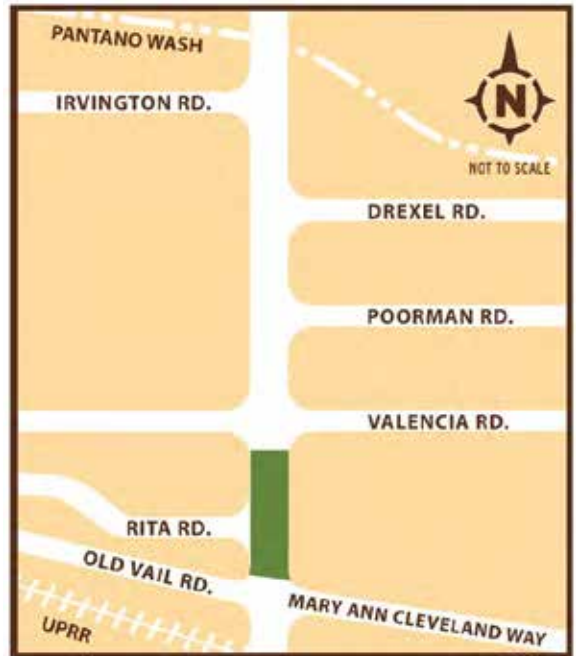 PANTANO WASH
IRVINGTON RD.
N
NOT TO SCALE
DREXEL RD.
POORMAN RD.
VALENCIA RD.
RITA RD.
OLD VAIL RD.
MARY ANN CLEVELAND WAY
UPRR